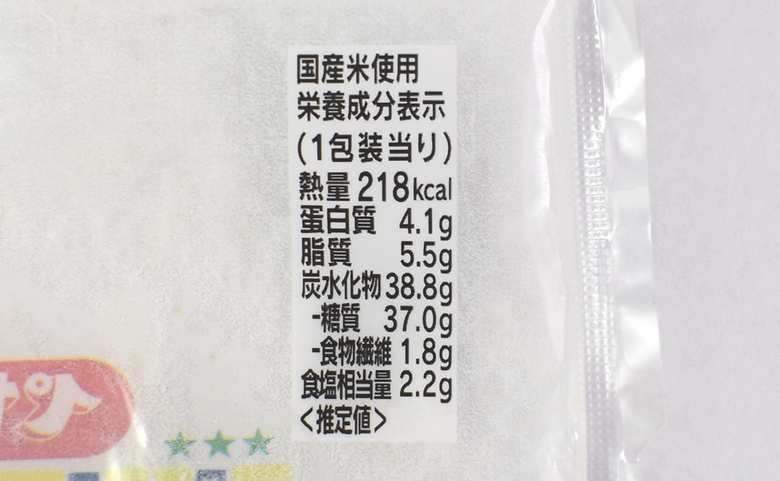 国産米使用
栄養成分表示
(1包装当り)
熱量 218kcal
蛋白質 4.1g
脂質 5.5g
炭水化物 38.8g
-糖質 37.0g
-食物繊維 1.8g
食塩相当量 2.2g
<推定値>